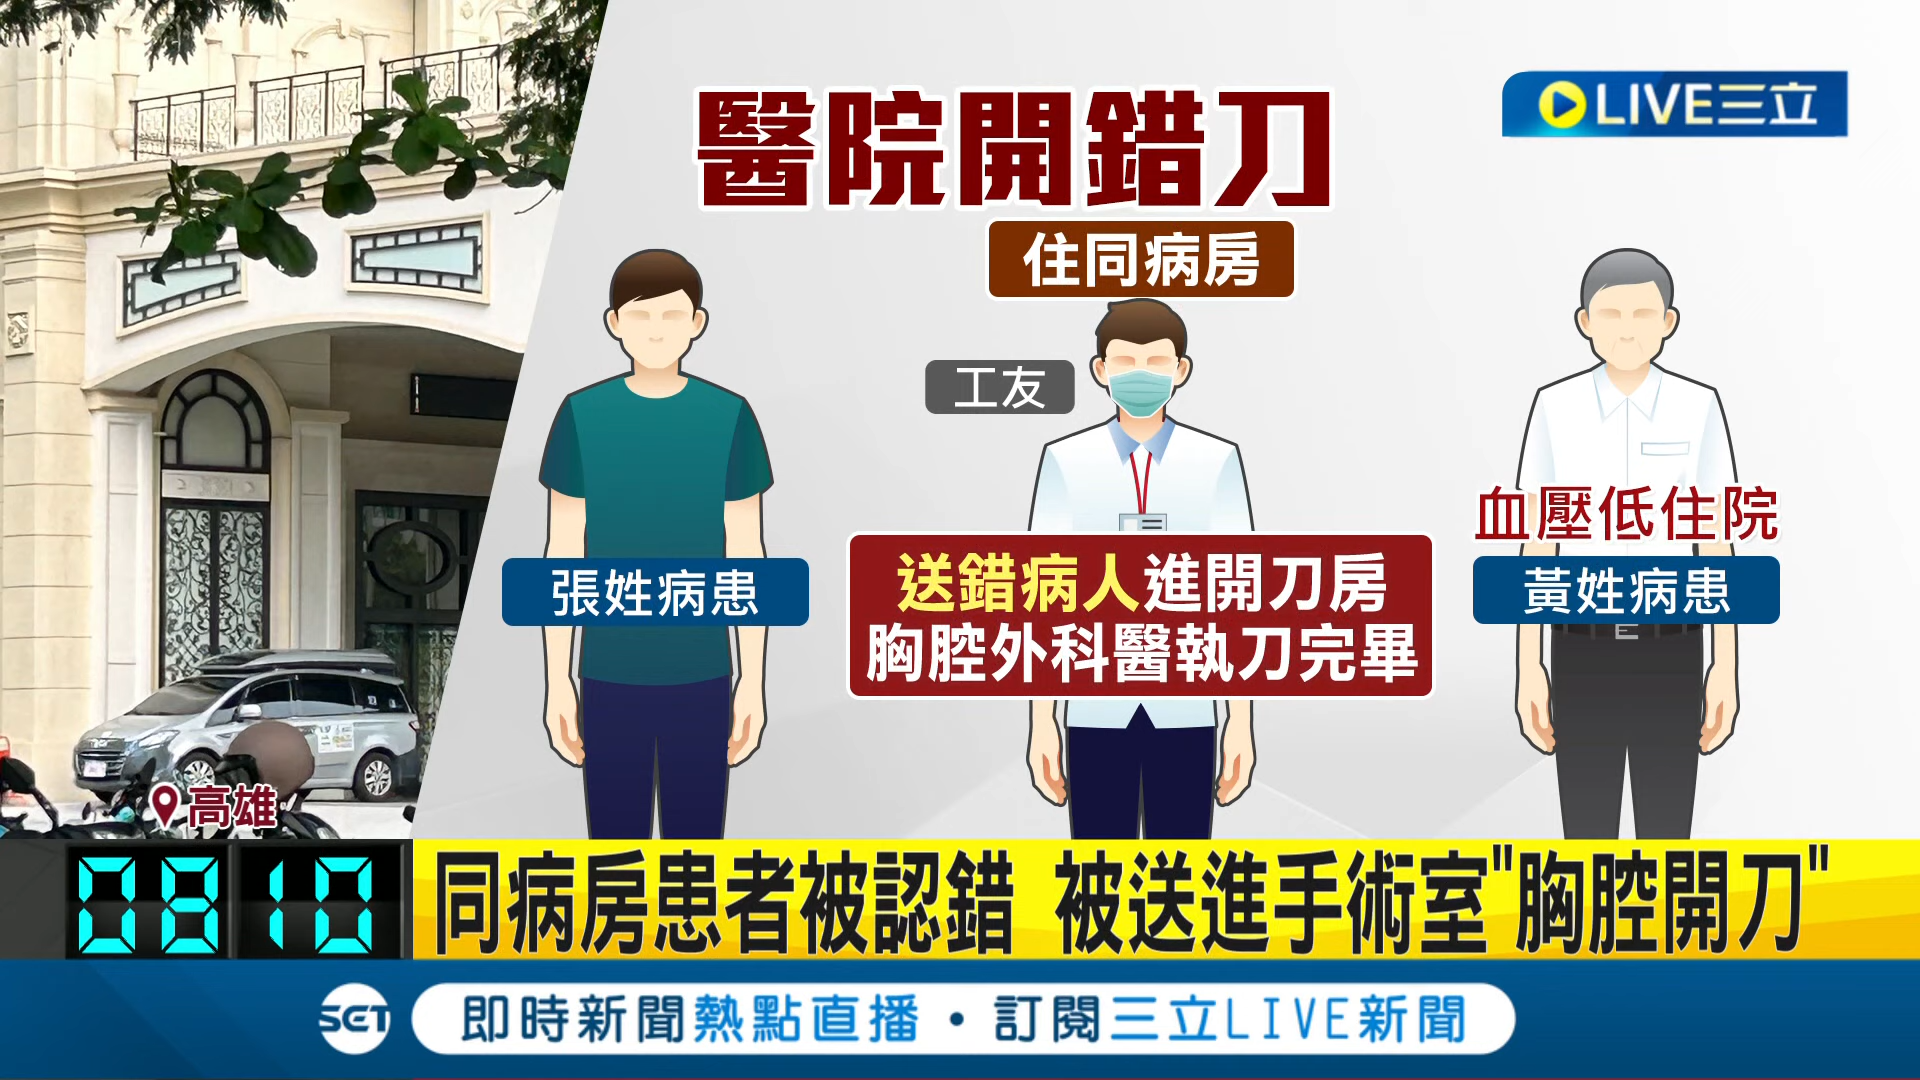 醫院開錯刀
LIVE三立
住同病房
工友
血壓低住院
張姓病患
送錯病人進開刀房
胸腔外科醫執刀完畢
黃姓病患
高雄
0810
同病房患者被認錯 被送進手術室"胸腔開刀"
SET
即時新聞熱點直播・訂閱三立LIVE新聞